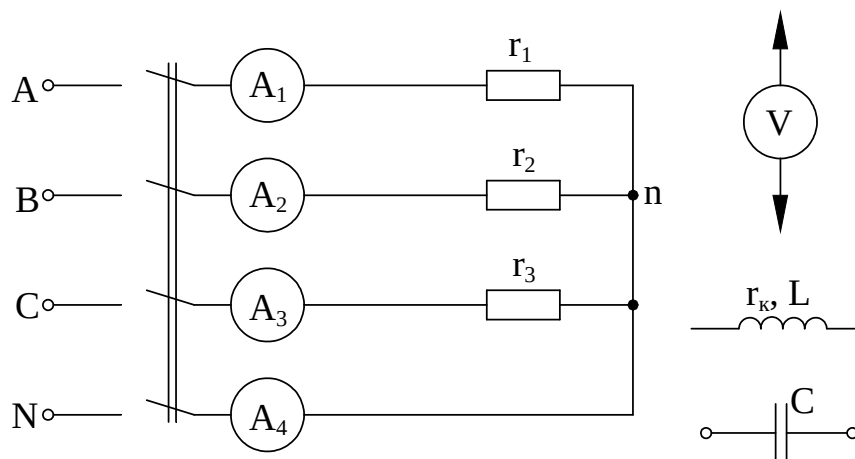 A A₁ r₁
B A₂ r₂ n
C A₃ r₃
N A₄
V
rк, L
C